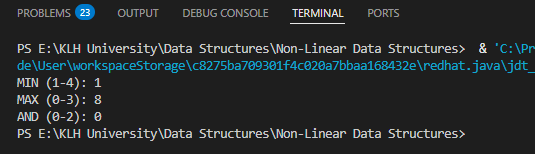 PROBLEMS 23 OUTPUT DEBUG CONSOLE TERMINAL PORTS
PS E:\KLH University\Data Structures\Non-Linear Data Structures> & 'C:\Pr
de\User\workspaceStorage\c8275ba709301f4c020a7bbaa168432e\redhat.java\jdt_
MIN (1-4): 1
MAX (0-3): 8
AND (0-2): 0
PS E:\KLH University\Data Structures\Non-Linear Data Structures>